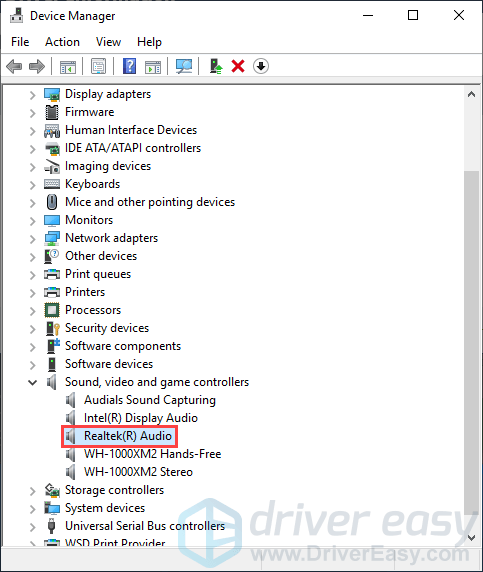 Device Manager
File Action View Help
Display adapters
Firmware
Human Interface Devices
IDE ATA/ATAPI controllers
Imaging devices
Keyboards
Mice and other pointing devices
Monitors
Network adapters
Other devices
Print queues
Printers
Processors
Security devices
Software components
Software devices
Sound, video and game controllers
Audials Sound Capturing
Intel(R) Display Audio
Realtek(R) Audio
WH-1000XM2 Hands-Free
WH-1000XM2 Stereo
Storage controllers
System devices
Universal Serial Bus controllers
WSD Print Provider
driver easy
www.DriverEasy.com